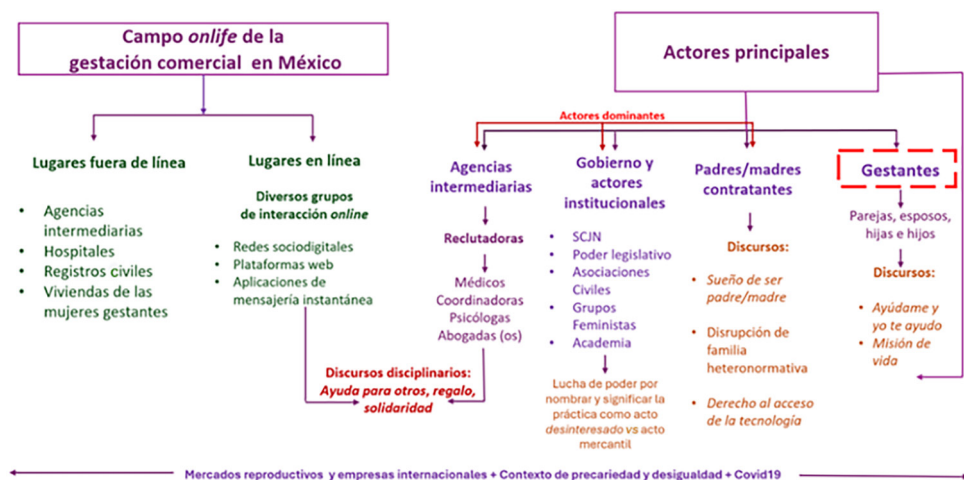 Campo onlife de la
gestación comercial en México
Lugares fuera de línea
• Agencias
intermediarias
• Hospitales
• Registros civiles
• Viviendas de las
mujeres gestantes
Lugares en línea
Diversos grupos
de interacción online
• Redes sociodigitales
• Plataformas web
• Aplicaciones de
mensajería instantánea
Actores principales
Actores dominantes
Agencias
intermediarias
Reclutadoras
Médicos
Coordinadoras
Psicólogas
Abogadas (os)
Discursos disciplinarios:
Ayuda para otros, regalo,
solidaridad
Gobierno y
actores
institucionales
• SCJN
• Poder legislativo
• Asociaciones
Civiles
• Grupos
Feministas
• Academia
Lucha de poder por
nombrar y significar la
práctica como acto
desinteresado vs acto
mercantil
Padres/madres
contratantes
Discursos:
• Sueño de ser
padre/madre
• Disrupción de
familia
heteronormativa
• Derecho al acceso
de la tecnología
Gestantes
Parejas, esposos,
hijas e hijos
Discursos:
• Ayúdame y
yo te ayudo
• Misión de
vida
Mercados reproductivos y empresas internacionales + Contexto de precariedad y desigualdad + Covid19